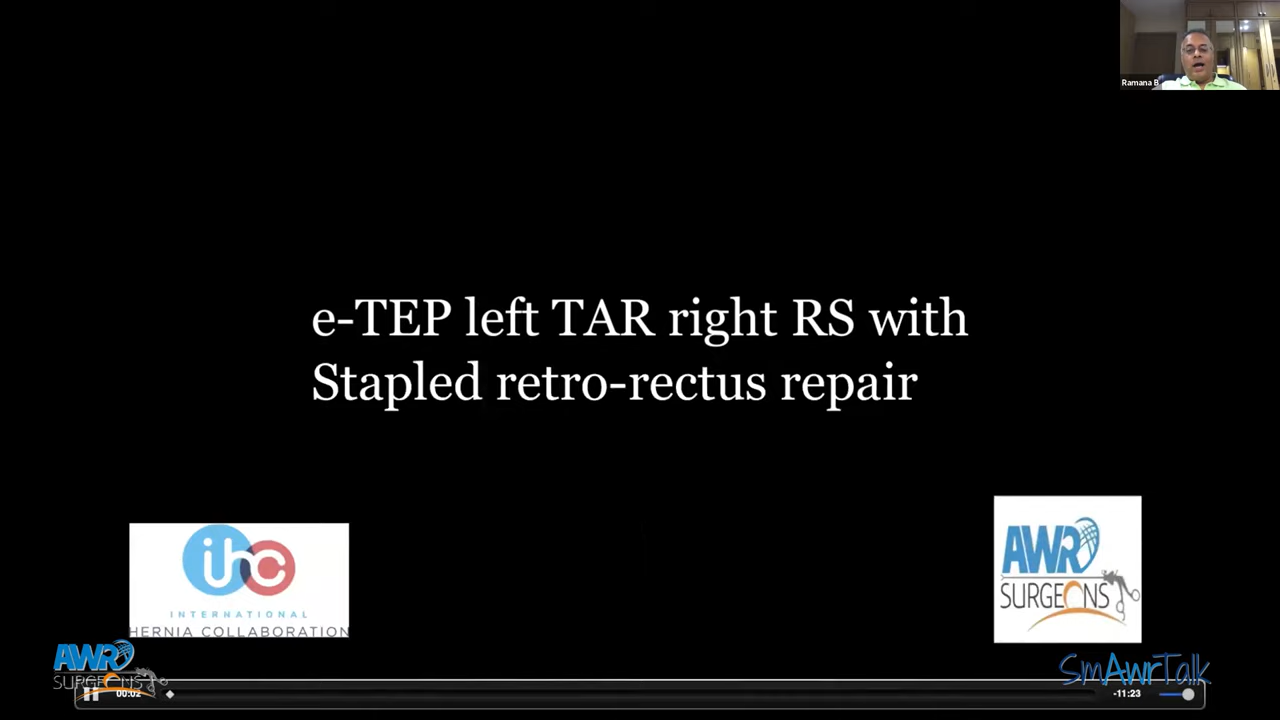 Ramana B
e-TEP left TAR right RS with
Stapled retro-rectus repair
ihc
INTERNATIONAL
HERNIA COLLABORATION
AWR
SURGEONS
AWR
SURGEONS
SmAwrTalk
00:02
-11:23